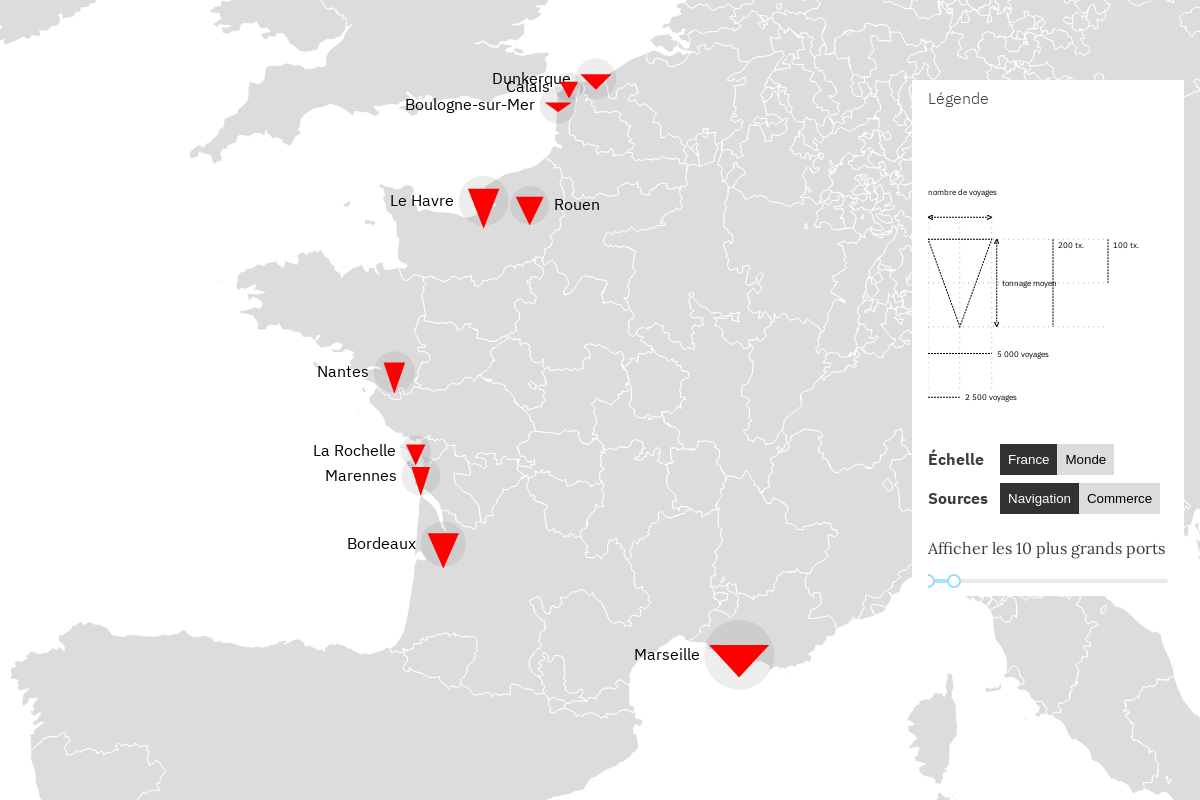 Dunkerque
Calais
Boulogne-sur-Mer
Le Havre
Rouen
Nantes
La Rochelle
Marennes
Bordeaux
Marseille
Légende
nombre de voyages
200 tx.
100 tx.
tonnage moyen
5 000 voyages
2 500 voyages
Échelle France Monde
Sources Navigation Commerce
Afficher les 10 plus grands ports